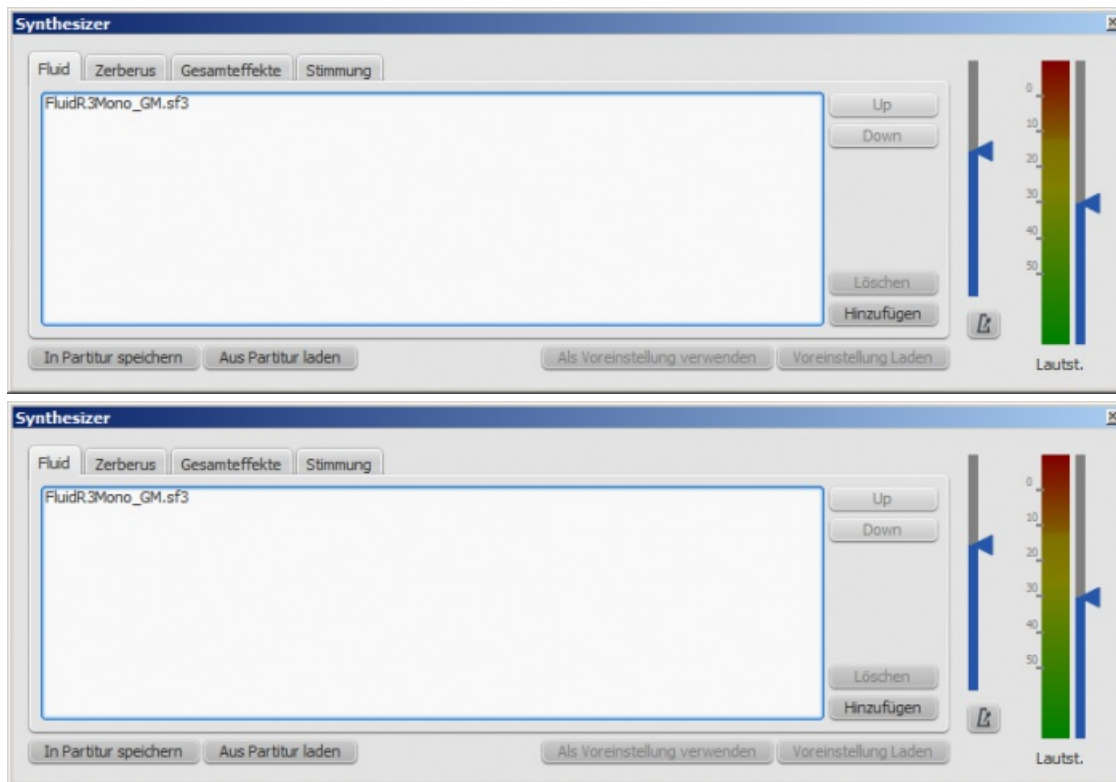 Synthesizer
Fluid Zerberus Gesamteffekte Stimmung
FluidR3Mono_GM.sf3
Up
Down
Löschen
Hinzufügen
In Partitur speichern Aus Partitur laden Als Voreinstellung verwenden Voreinstellung Laden
0
10
20
30
40
50
Lautst.
Synthesizer
Fluid Zerberus Gesamteffekte Stimmung
FluidR3Mono_GM.sf3
Up
Down
Löschen
Hinzufügen
In Partitur speichern Aus Partitur laden Als Voreinstellung verwenden Voreinstellung Laden
0
10
20
30
40
50
Lautst.